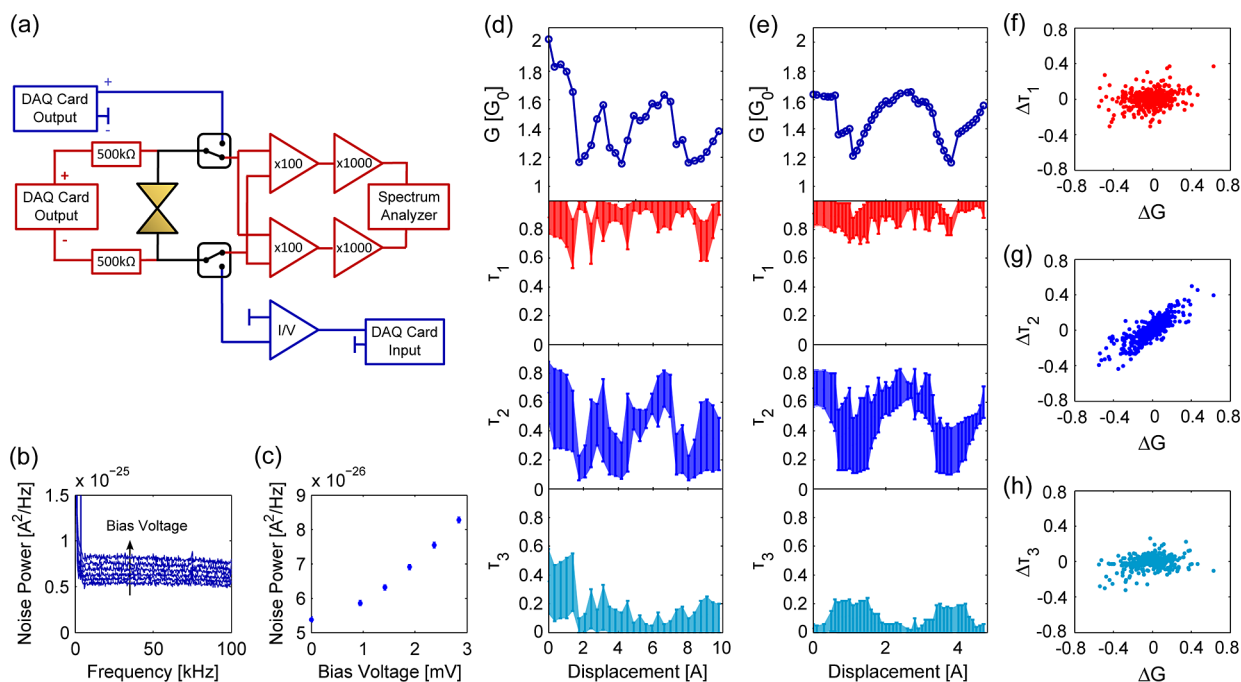 (a)
DAQ Card
Output
+
-
500kΩ
+
DAQ Card
Output
-
500kΩ
x100
x1000
x100
x1000
Spectrum
Analyzer
I/V
DAQ Card
Input
(b)
x 10⁻²⁵
Noise Power [A²/Hz]
1.5
1
0.5
0
Bias Voltage
0
50
100
Frequency [kHz]
(c)
x 10⁻²⁶
Noise Power [A²/Hz]
9
8
7
6
5
0
1
2
3
Bias Voltage [mV]
(d)
G [G₀]
2
1.8
1.6
1.4
1.2
1
τ₁
0.8
0.6
0.4
0.2
0
τ₂
0.8
0.6
0.4
0.2
0
τ₃
0.8
0.6
0.4
0.2
0
0
2
4
6
8
10
Displacement [A]
(e)
G [G₀]
2
1.8
1.6
1.4
1.2
1
τ₁
0.8
0.6
0.4
0.2
0
τ₂
0.8
0.6
0.4
0.2
0
τ₃
0.8
0.6
0.4
0.2
0
0
2
4
Displacement [A]
(f)
Δτ₁
0.8
0.4
0
-0.4
-0.8
-0.8
-0.4
0
0.4
0.8
ΔG
(g)
Δτ₂
0.8
0.4
0
-0.4
-0.8
-0.8
-0.4
0
0.4
0.8
ΔG
(h)
Δτ₃
0.8
0.4
0
-0.4
-0.8
-0.8
-0.4
0
0.4
0.8
ΔG